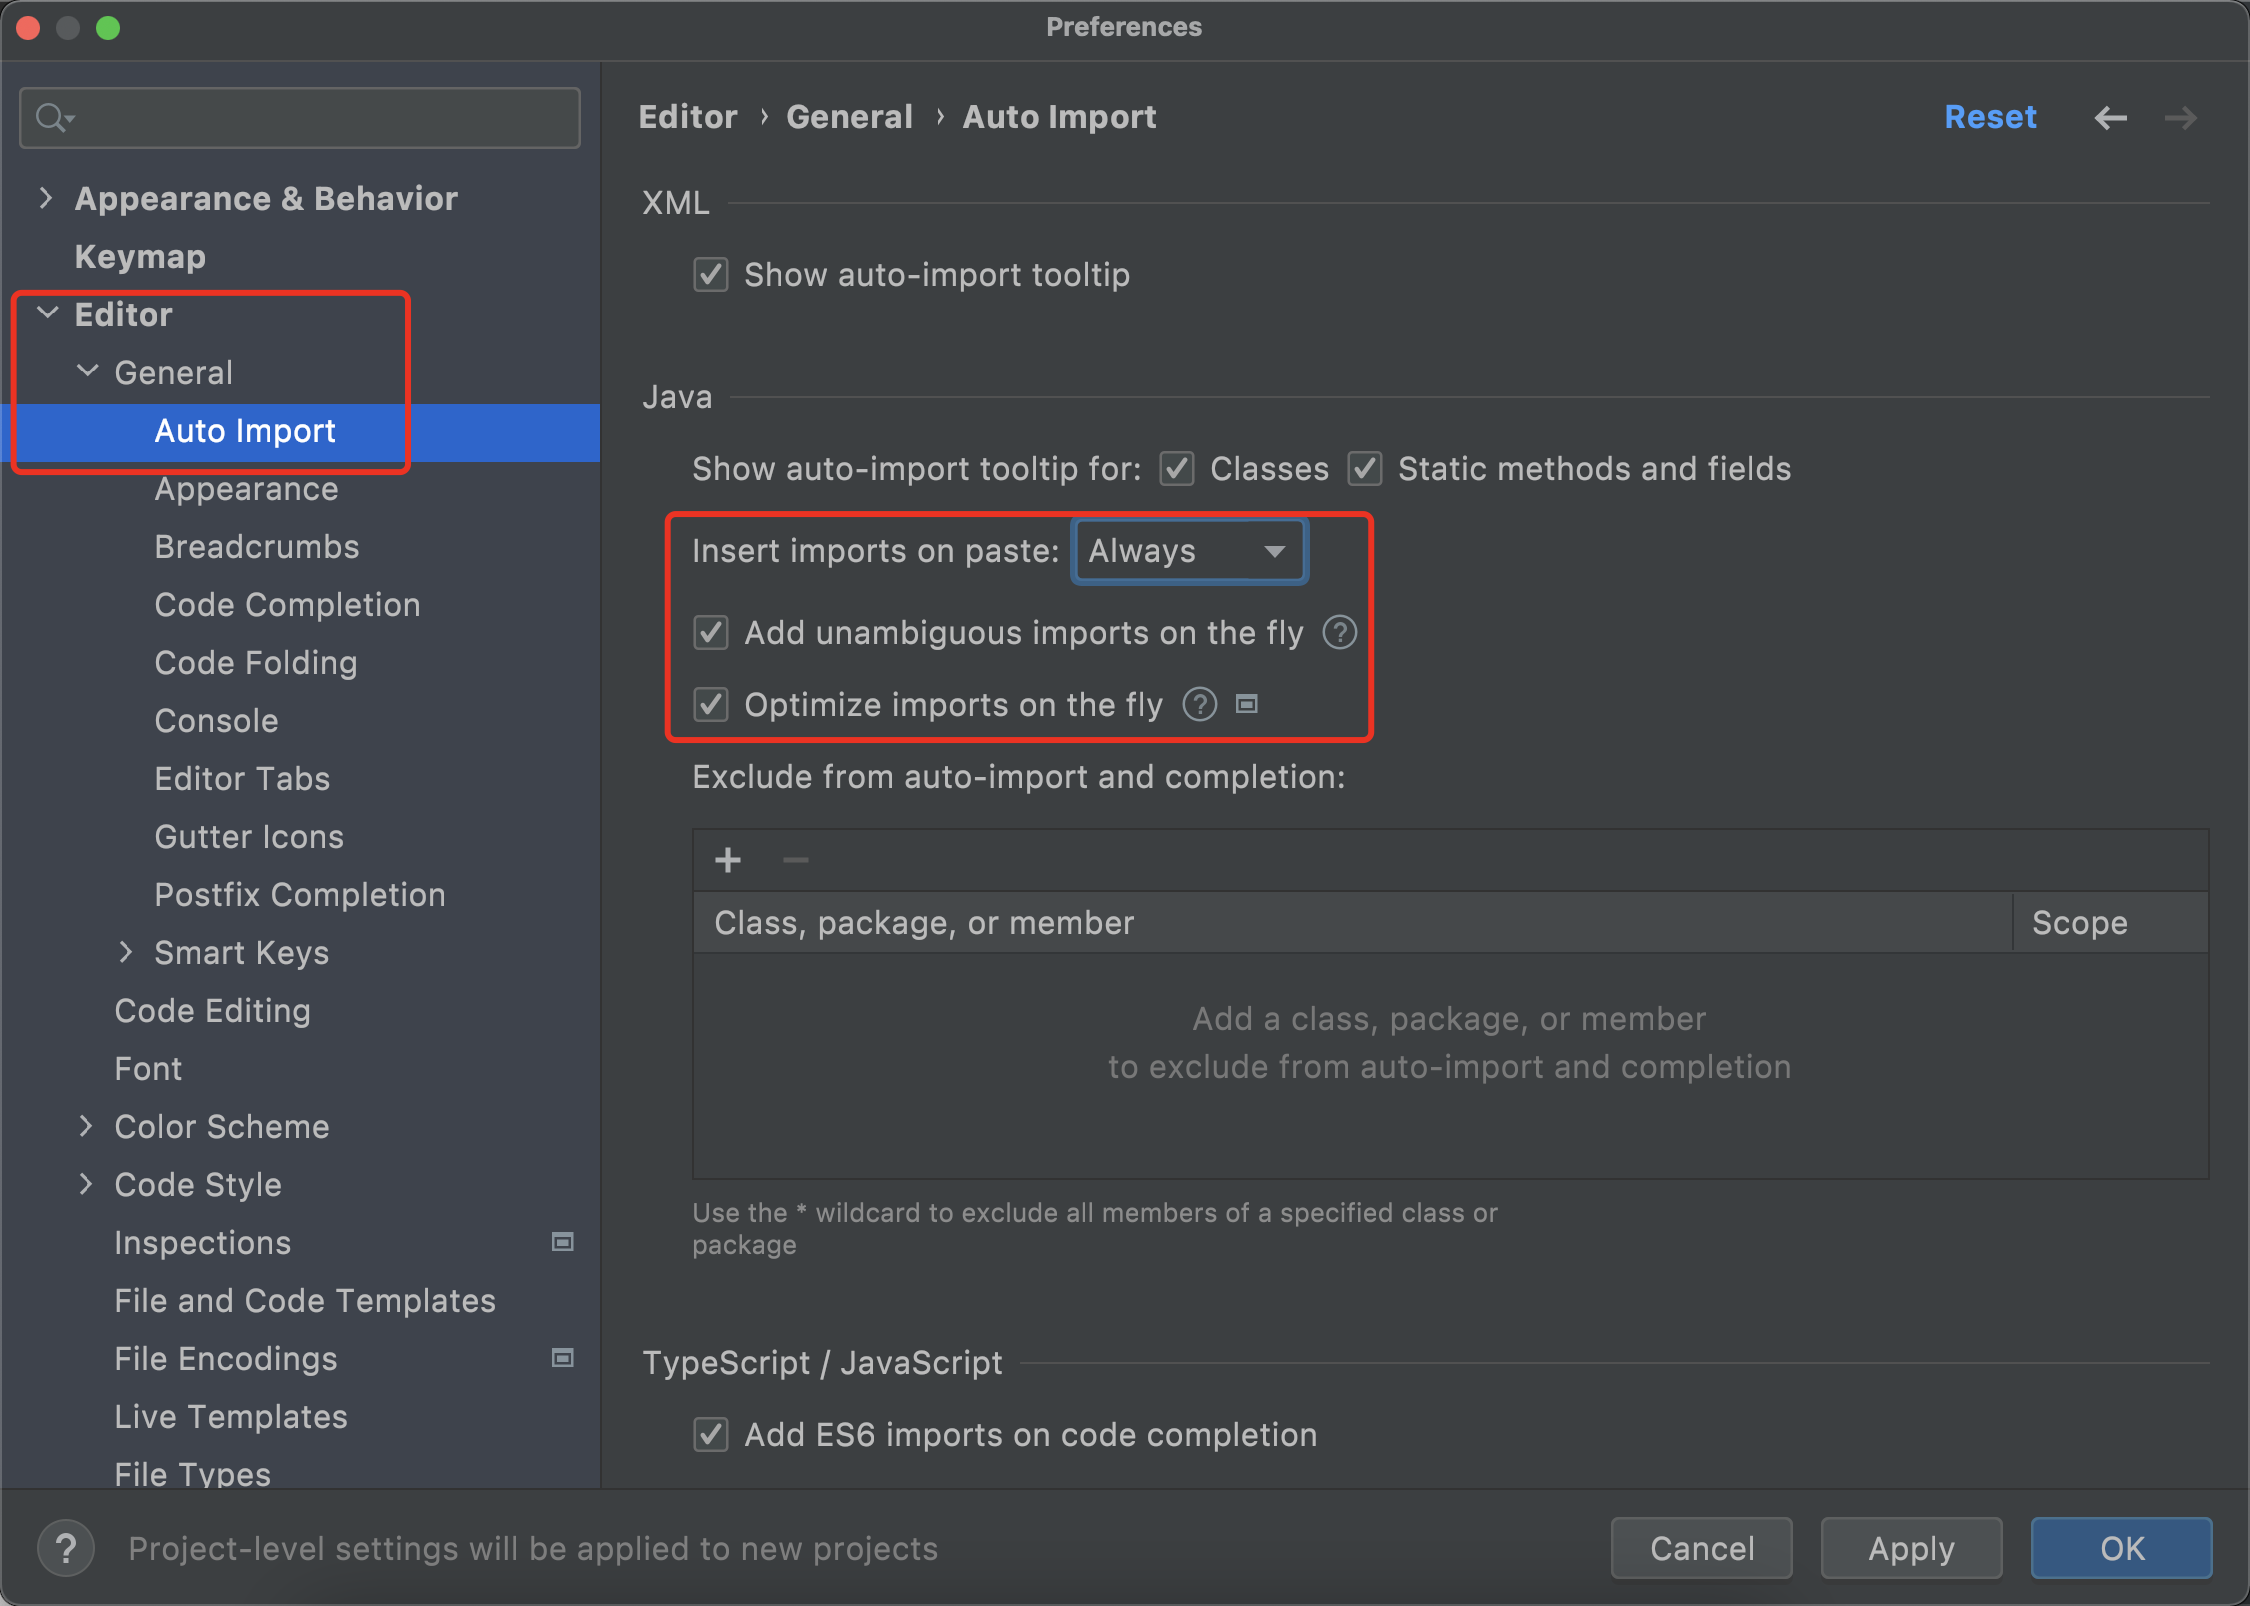 Preferences
Appearance & Behavior
Keymap
Editor
General
Auto Import
Appearance
Breadcrumbs
Code Completion
Code Folding
Console
Editor Tabs
Gutter Icons
Postfix Completion
Smart Keys
Code Editing
Font
Color Scheme
Code Style
Inspections
File and Code Templates
File Encodings
Live Templates
File Types
Editor › General › Auto Import
Reset
XML
Show auto-import tooltip
Java
Show auto-import tooltip for: Classes Static methods and fields
Insert imports on paste: Always
Add unambiguous imports on the fly ?
Optimize imports on the fly ?
Exclude from auto-import and completion:
Class, package, or member Scope
Add a class, package, or member
to exclude from auto-import and completion
Use the * wildcard to exclude all members of a specified class or
package
TypeScript / JavaScript
Add ES6 imports on code completion
? Project-level settings will be applied to new projects
Cancel Apply OK